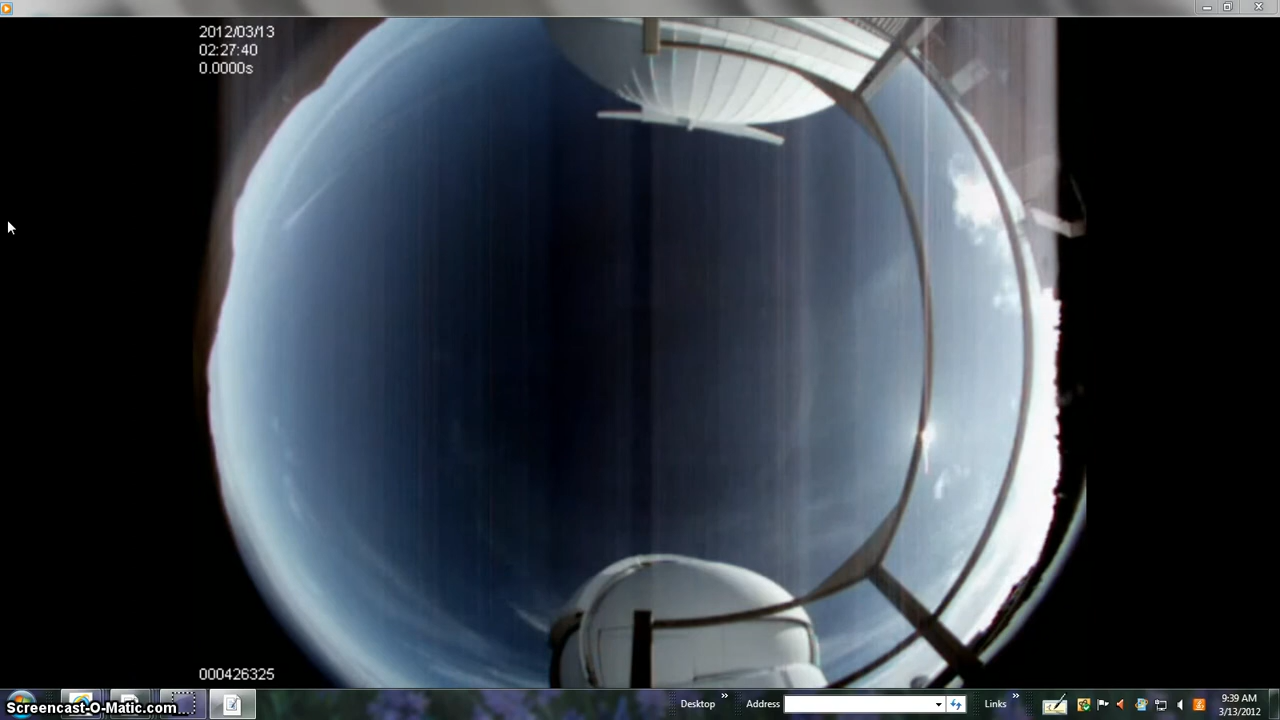 2012/03/13
02:27:40
0.0000s
000426325
Desktop » Address Links » 9:39 AM
3/13/2012
Screencast-O-Matic.com